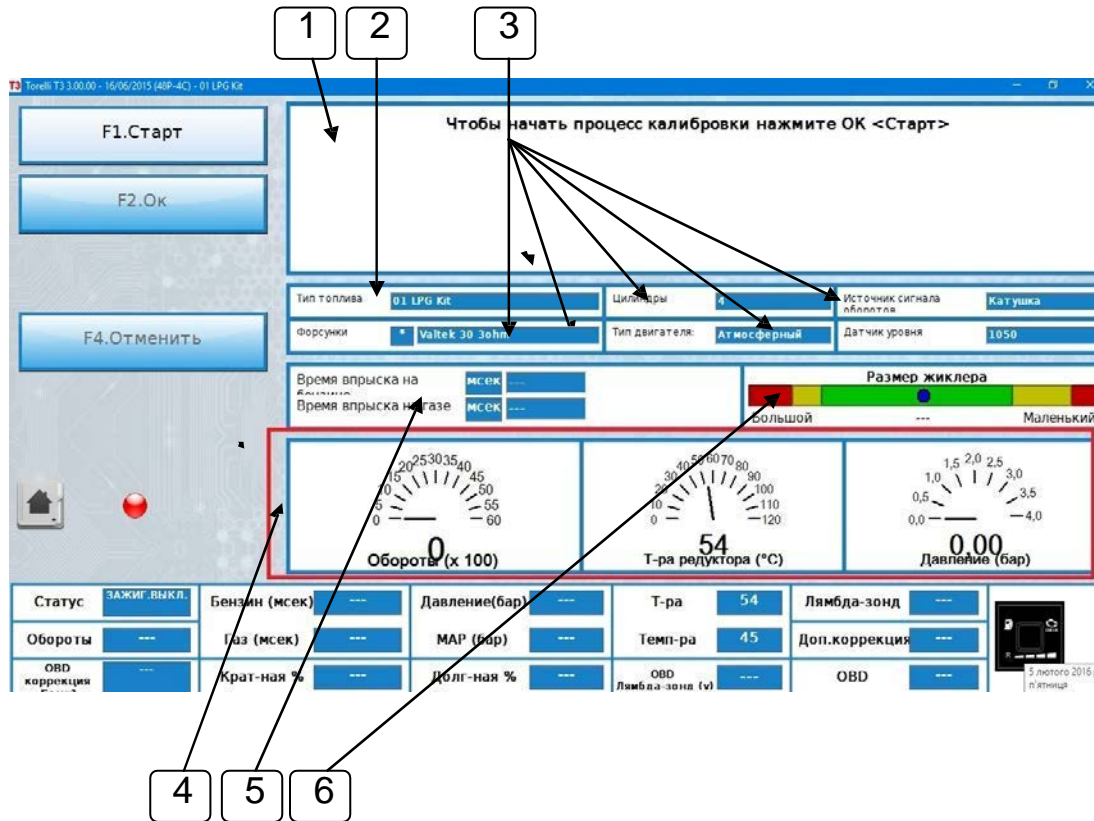 1 2 3
T3 Torelli T3 3.00.00 - 16/06/2015 (48P-4C) - 01 LPG Kit
F1.Старт
F2.Ок
F4.Отменить
Чтобы начать процесс калибровки нажмите OK <Старт>
Тип топлива 01 LPG Kit Цилиндры 4 Источник сигнала оборотов Катушка
Форсунки * Valtek 30 3ohm Тип двигателя: Атмосферный Датчик уровня 1050
Время впрыска на мсек ---
Время впрыска на газе мсек ---
Размер жиклера
Большой --- Маленький
0 5 10 15 20 25 30 35 40 45 50 55 60
0
Обороты (x 100)
0 10 20 30 40 50 60 70 80 90 100 110 120
54
Т-ра редуктора (°C)
0,0 0,5 1,0 1,5 2,0 2,5 3,0 3,5 4,0
0,00
Давление (бар)
Статус ЗАЖИГ.ВЫКЛ. Бензин (мсек) --- Давление(бар) --- Т-ра 54 Лямбда-зонд ---
Обороты --- Газ (мсек) --- MAP (бар) --- Темп-ра 45 Доп.коррекция ---
OBD коррекция --- Крат-ная % --- Долг-ная % --- OBD Лямбда-зонд (v) --- OBD ---
5 лютого 2016
п'ятниця
4 5 6